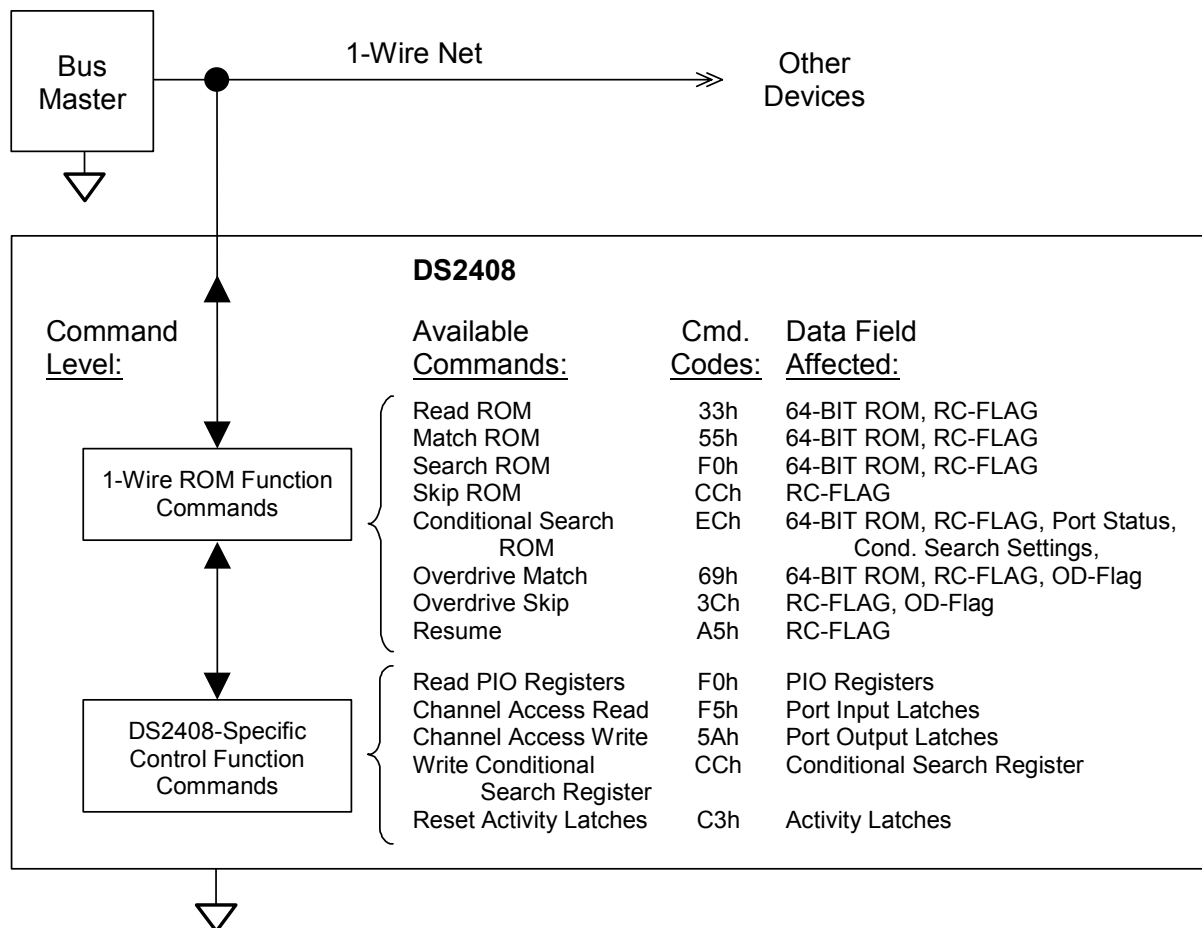 Bus
Master
1-Wire Net
Other
Devices
DS2408
Command
Level:
Available
Commands:
Cmd.
Codes:
Data Field
Affected:
1-Wire ROM Function
Commands
Read ROM 33h 64-BIT ROM, RC-FLAG
Match ROM 55h 64-BIT ROM, RC-FLAG
Search ROM F0h 64-BIT ROM, RC-FLAG
Skip ROM CCh RC-FLAG
Conditional Search ECh 64-BIT ROM, RC-FLAG, Port Status,
ROM Cond. Search Settings,
Overdrive Match 69h 64-BIT ROM, RC-FLAG, OD-Flag
Overdrive Skip 3Ch RC-FLAG, OD-Flag
Resume A5h RC-FLAG
DS2408-Specific
Control Function
Commands
Read PIO Registers F0h PIO Registers
Channel Access Read F5h Port Input Latches
Channel Access Write 5Ah Port Output Latches
Write Conditional CCh Conditional Search Register
Search Register
Reset Activity Latches C3h Activity Latches